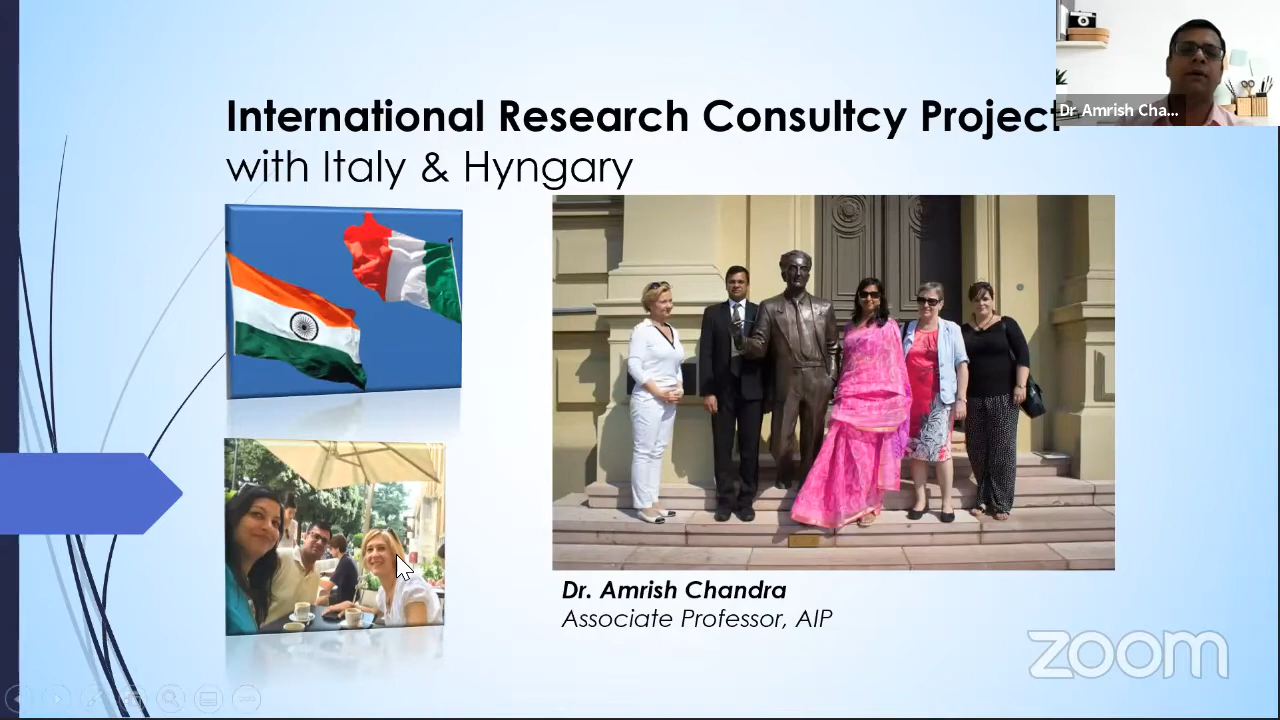 International Research Consultcy Project
with Italy & Hyngary
Dr Amrish Cha...
Dr. Amrish Chandra
Associate Professor, AIP
zoom